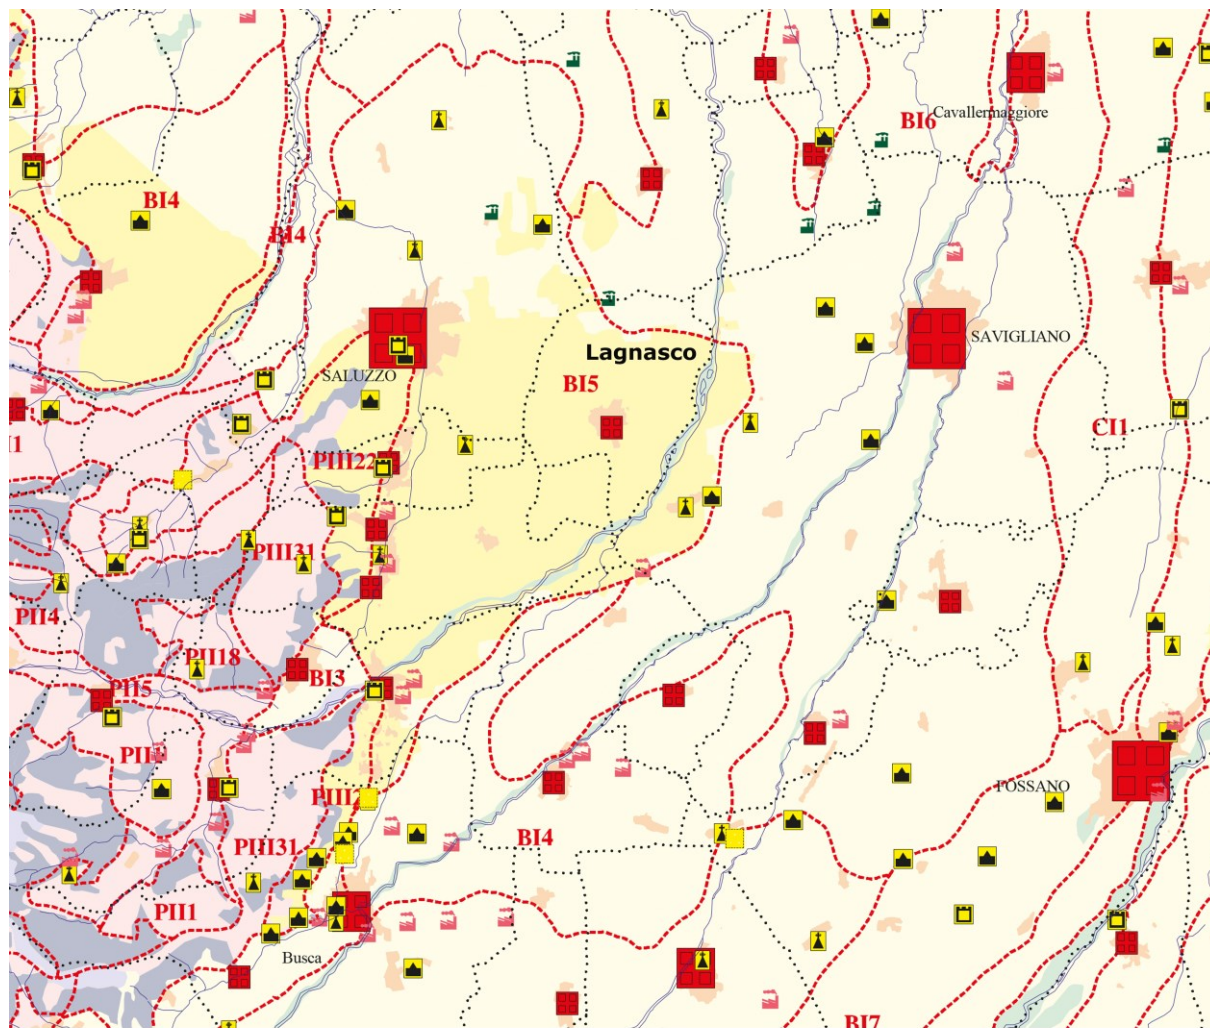 BI6
Cavallermaggiore
BI4
BI4
SAVIGLIANO
Lagnasco
SALUZZO
BI5
CI1
PIII22
PIII31
PII4
PII18
BI3
PII5
FOSSANO
BI4
PIII31
PII1
Busca
BI7